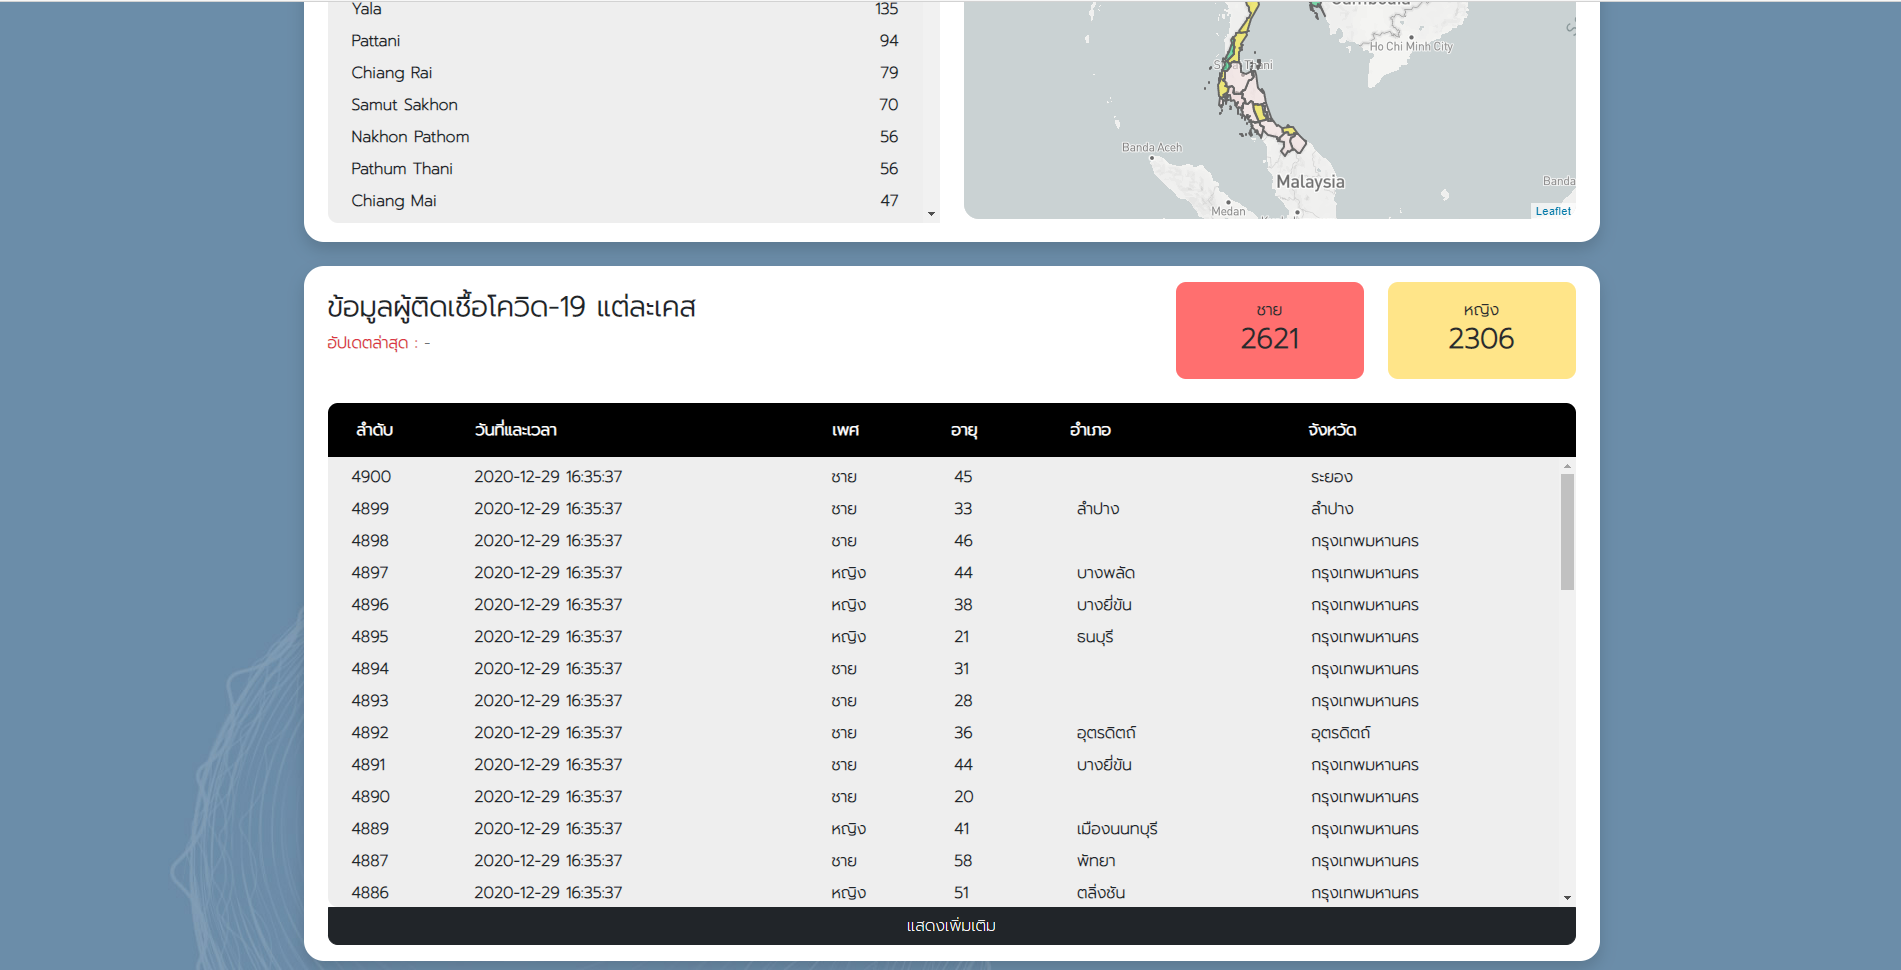 Yala 135
Pattani 94
Chiang Rai 79
Samut Sakhon 70
Nakhon Pathom 56
Pathum Thani 56
Chiang Mai 47
Ho Chi Minh City
Banda Aceh
Malaysia
Banda
Medan
Leaflet
ข้อมูลผู้ติดเชื้อโควิด-19 แต่ละเคส
อัปเดตล่าสุด : -
ชาย
2621
หญิง
2306
ลำดับ วันที่และเวลา เพศ อายุ อำเภอ จังหวัด
4900 2020-12-29 16:35:37 ชาย 45 ระยอง
4899 2020-12-29 16:35:37 ชาย 33 ลำปาง ลำปาง
4898 2020-12-29 16:35:37 ชาย 46 กรุงเทพมหานคร
4897 2020-12-29 16:35:37 หญิง 44 บางพลัด กรุงเทพมหานคร
4896 2020-12-29 16:35:37 หญิง 38 บางยี่ขัน กรุงเทพมหานคร
4895 2020-12-29 16:35:37 หญิง 21 ธนบุรี กรุงเทพมหานคร
4894 2020-12-29 16:35:37 ชาย 31 กรุงเทพมหานคร
4893 2020-12-29 16:35:37 ชาย 28 กรุงเทพมหานคร
4892 2020-12-29 16:35:37 ชาย 36 อุตรดิตถ์ อุตรดิตถ์
4891 2020-12-29 16:35:37 ชาย 44 บางยี่ขัน กรุงเทพมหานคร
4890 2020-12-29 16:35:37 ชาย 20 กรุงเทพมหานคร
4889 2020-12-29 16:35:37 หญิง 41 เมืองนนทบุรี กรุงเทพมหานคร
4887 2020-12-29 16:35:37 ชาย 58 พัทยา กรุงเทพมหานคร
4886 2020-12-29 16:35:37 หญิง 51 ตลิ่งชัน กรุงเทพมหานคร
แสดงเพิ่มเติม